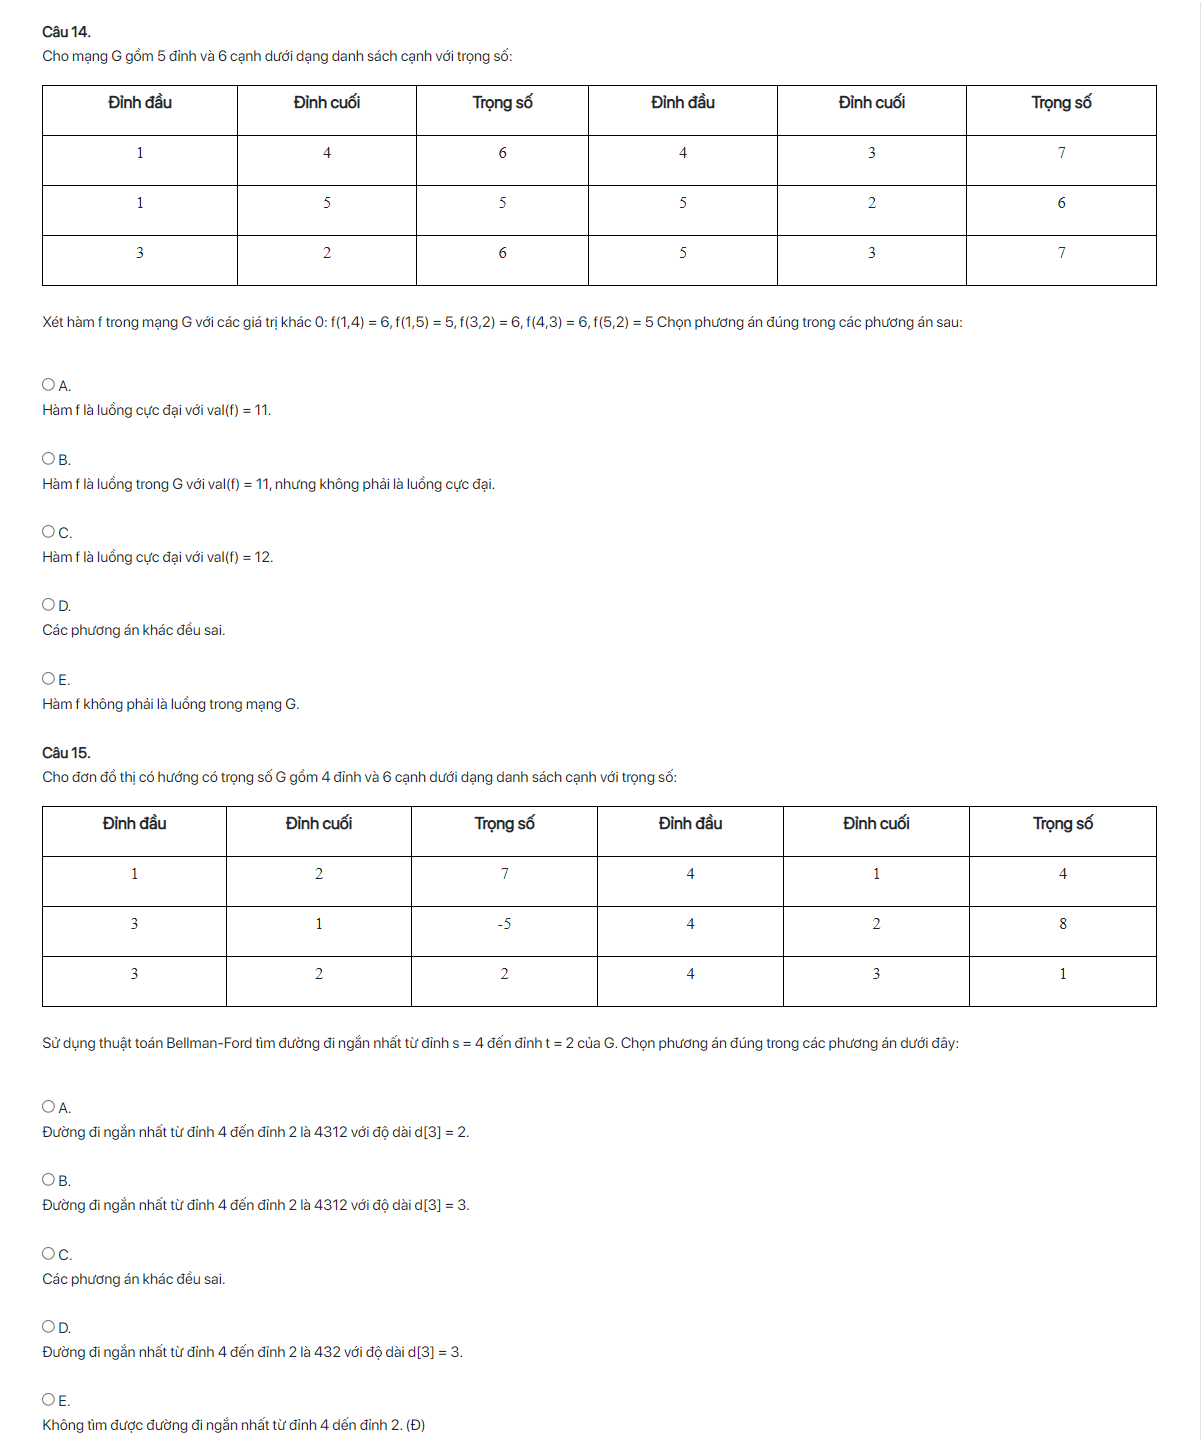 Câu 14.
Cho mạng G gồm 5 đỉnh và 6 cạnh dưới dạng danh sách cạnh với trọng số:
Đỉnh đầu Đỉnh cuối Trọng số Đỉnh đầu Đỉnh cuối Trọng số
1 4 6 4 3 7
1 5 5 5 2 6
3 2 6 5 3 7
Xét hàm f trong mạng G với các giá trị khác 0: f(1,4) = 6, f(1,5) = 5, f(3,2) = 6, f(4,3) = 6, f(5,2) = 5 Chọn phương án đúng trong các phương án sau:
A.
Hàm f là luồng cực đại với val(f) = 11.
B.
Hàm f là luồng trong G với val(f) = 11, nhưng không phải là luồng cực đại.
C.
Hàm f là luồng cực đại với val(f) = 12.
D.
Các phương án khác đều sai.
E.
Hàm f không phải là luồng trong mạng G.
Câu 15.
Cho đơn đồ thị có hướng có trọng số G gồm 4 đỉnh và 6 cạnh dưới dạng danh sách cạnh với trọng số:
Đỉnh đầu Đỉnh cuối Trọng số Đỉnh đầu Đỉnh cuối Trọng số
1 2 7 4 1 4
3 1 -5 4 2 8
3 2 2 4 3 1
Sử dụng thuật toán Bellman-Ford tìm đường đi ngắn nhất từ đỉnh s = 4 đến đỉnh t = 2 của G. Chọn phương án đúng trong các phương án dưới đây:
A.
Đường đi ngắn nhất từ đỉnh 4 đến đỉnh 2 là 4312 với độ dài d[3] = 2.
B.
Đường đi ngắn nhất từ đỉnh 4 đến đỉnh 2 là 4312 với độ dài d[3] = 3.
C.
Các phương án khác đều sai.
D.
Đường đi ngắn nhất từ đỉnh 4 đến đỉnh 2 là 432 với độ dài d[3] = 3.
E.
Không tìm được đường đi ngắn nhất từ đỉnh 4 dến đỉnh 2. (Đ)